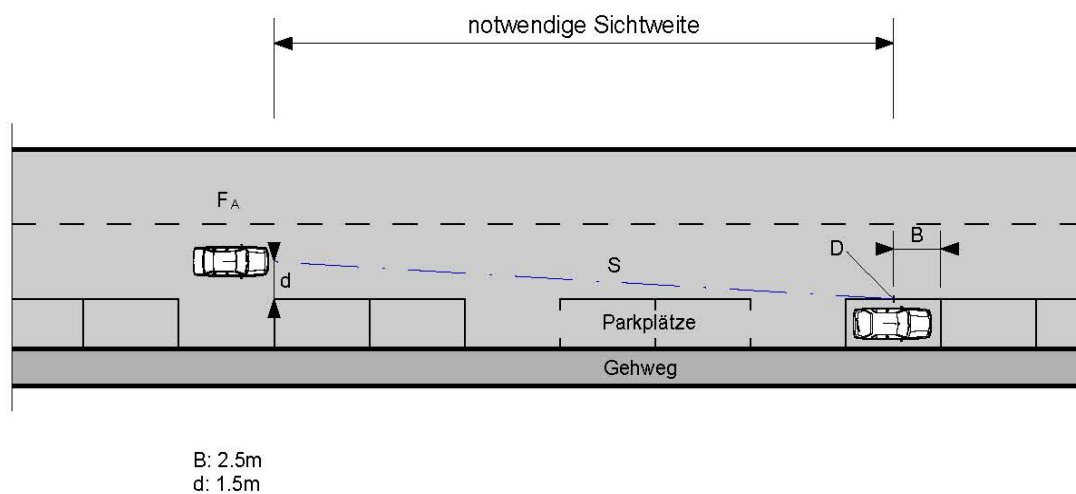 notwendige Sichtweite
F A
B
D
S
d
Parkplätze
Gehweg
B: 2.5m
d: 1.5m